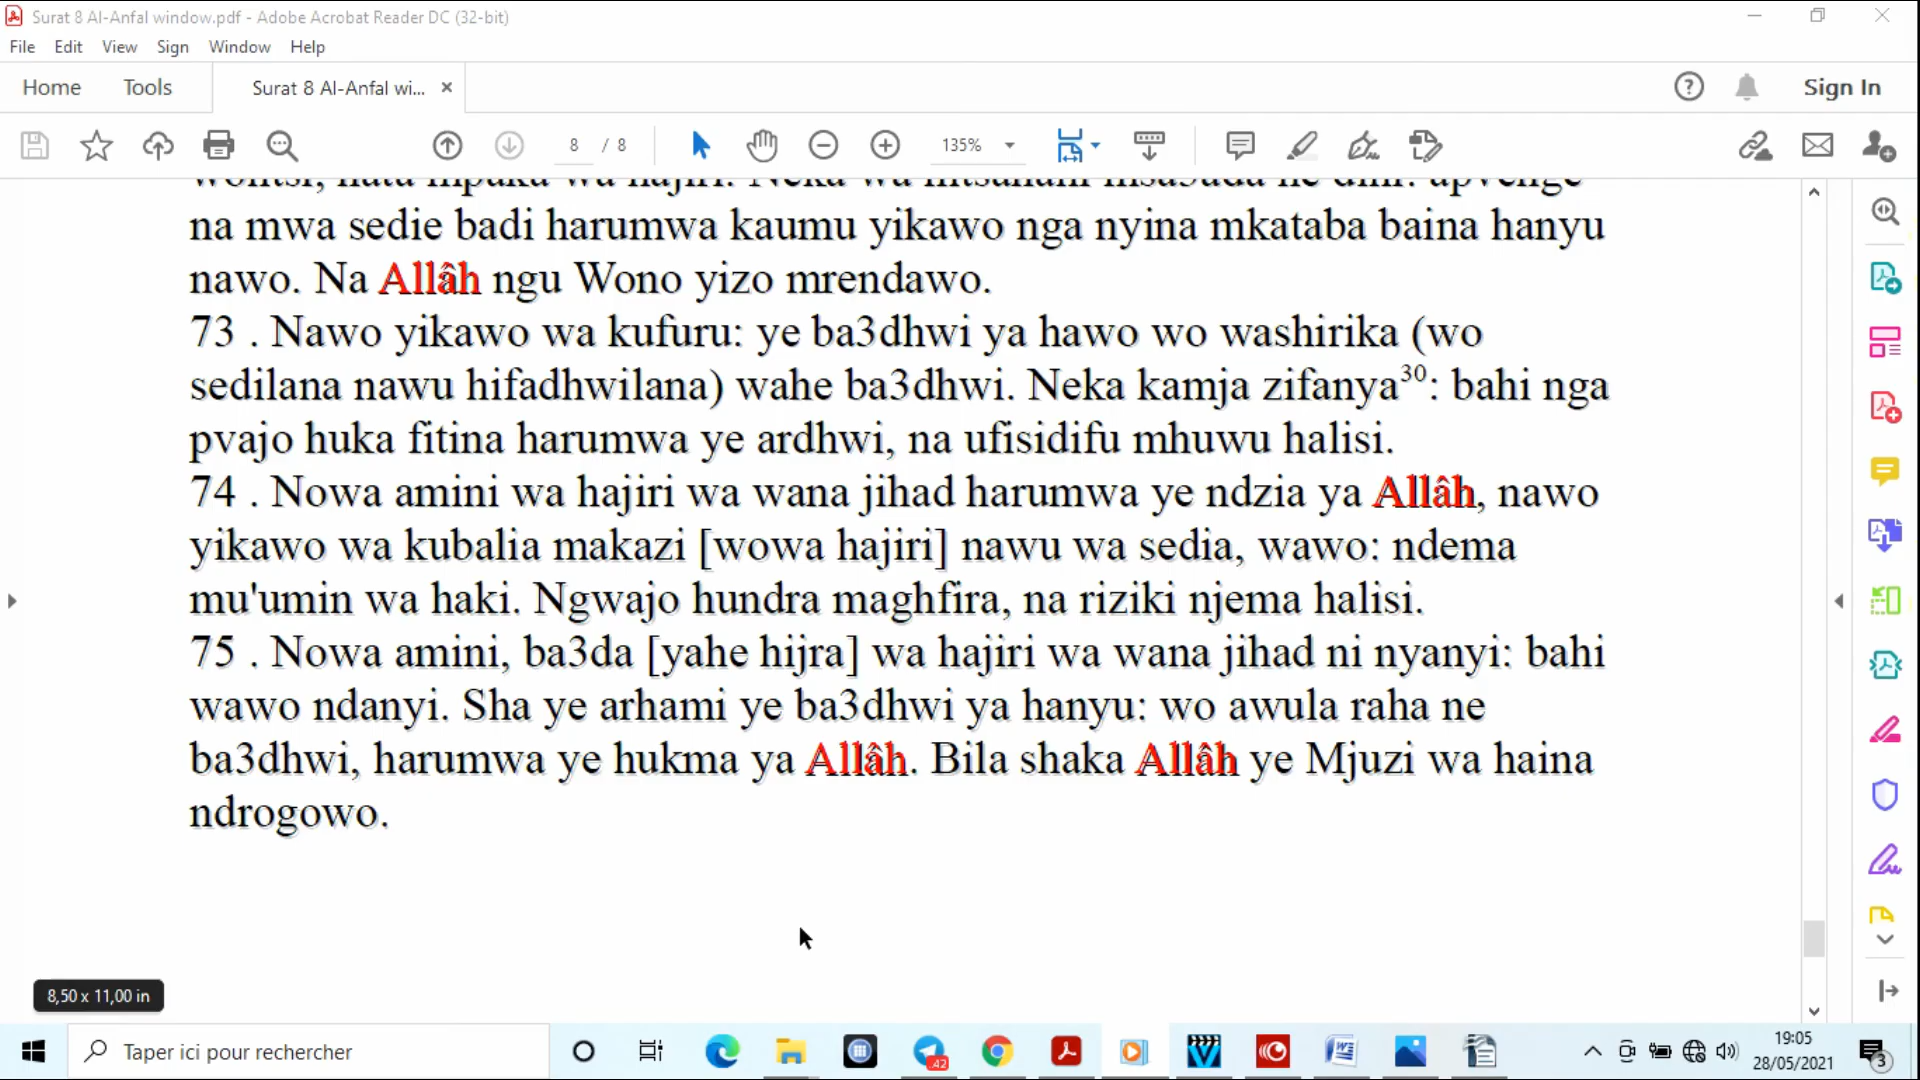 Surat 8 Al-Anfal window.pdf - Adobe Acrobat Reader DC (32-bit)
File Edit View Sign Window Help
Home Tools Surat 8 Al-Anfal wi... × Sign In
8 / 8 135%
na mwa sedie badi harumwa kaumu yikawo nga nyina mkataba baina hanyu
nawo. Na Allâh ngu Wono yizo mrendawo.
73 . Nawo yikawo wa kufuru: ye ba3dhwi ya hawo wo washirika (wo
sedilana nawu hifadhwilana) wahe ba3dhwi. Neka kamja zifanya30: bahi nga
pvajo huka fitina harumwa ye ardhwi, na ufisidifu mhuwu halisi.
74 . Nowa amini wa hajiri wa wana jihad harumwa ye ndzia ya Allâh, nawo
yikawo wa kubalia makazi [wowa hajiri] nawu wa sedia, wawo: ndema
mu'umin wa haki. Ngwajo hundra maghfira, na riziki njema halisi.
75 . Nowa amini, ba3da [yahe hijra] wa hajiri wa wana jihad ni nyanyi: bahi
wawo ndanyi. Sha ye arhami ye ba3dhwi ya hanyu: wo awula raha ne
ba3dhwi, harumwa ye hukma ya Allâh. Bila shaka Allâh ye Mjuzi wa haina
ndrogowo.
8,50 x 11,00 in
Taper ici pour rechercher
42
19:05
28/05/2021
3